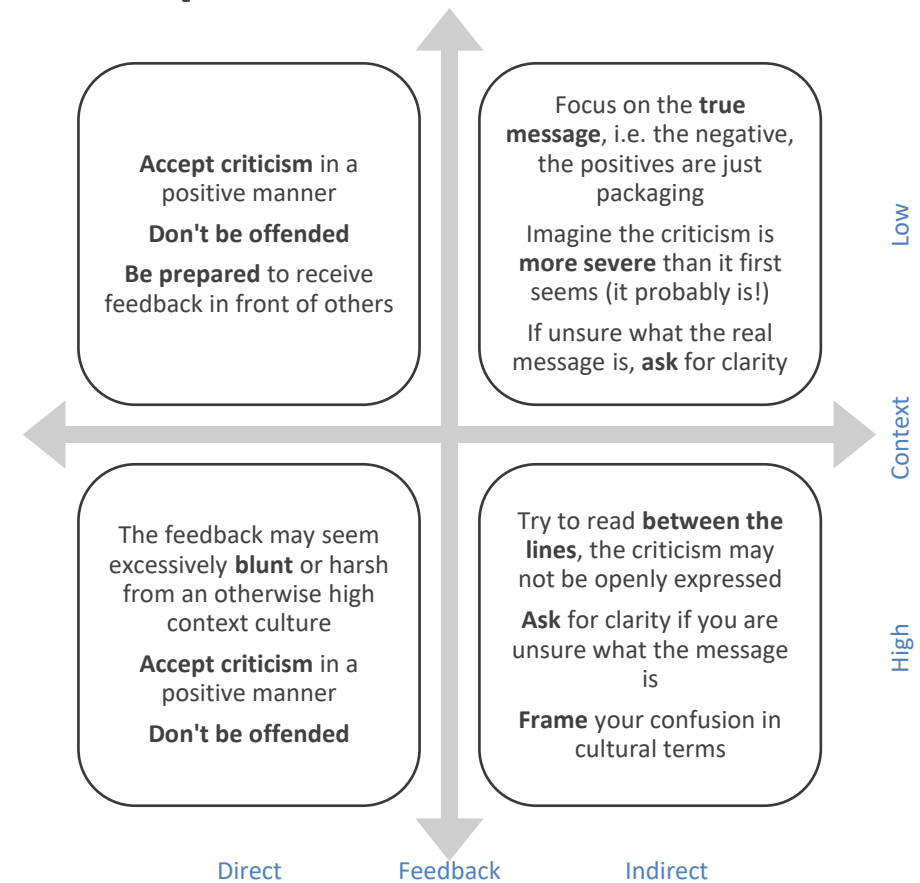 Accept criticism in a
positive manner
Don't be offended
Be prepared to receive
feedback in front of others
Focus on the true
message, i.e. the negative,
the positives are just
packaging
Imagine the criticism is
more severe than it first
seems (it probably is!)
If unsure what the real
message is, ask for clarity
Low
Context
The feedback may seem
excessively blunt or harsh
from an otherwise high
context culture
Accept criticism in a
positive manner
Don't be offended
Try to read between the
lines, the criticism may
not be openly expressed
Ask for clarity if you are
unsure what the message
is
Frame your confusion in
cultural terms
High
Direct
Feedback
Indirect